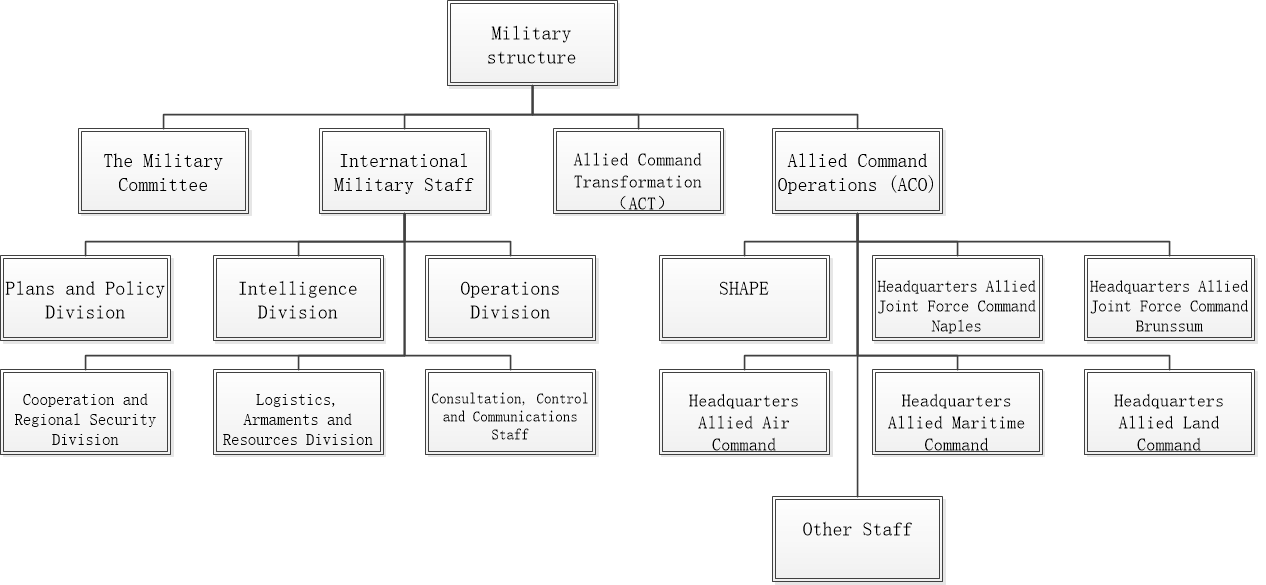 Military
structure
The Military
Committee
International
Military Staff
Allied Command
Transformation
(ACT)
Allied Command
Operations (ACO)
Plans and Policy
Division
Intelligence
Division
Operations
Division
SHAPE
Headquarters Allied
Joint Force Command
Naples
Headquarters Allied
Joint Force Command
Brunssum
Cooperation and
Regional Security
Division
Logistics,
Armaments and
Resources Division
Consultation, Control
and Communications
Staff
Headquarters
Allied Air
Command
Headquarters
Allied Maritime
Command
Headquarters
Allied Land
Command
Other Staff